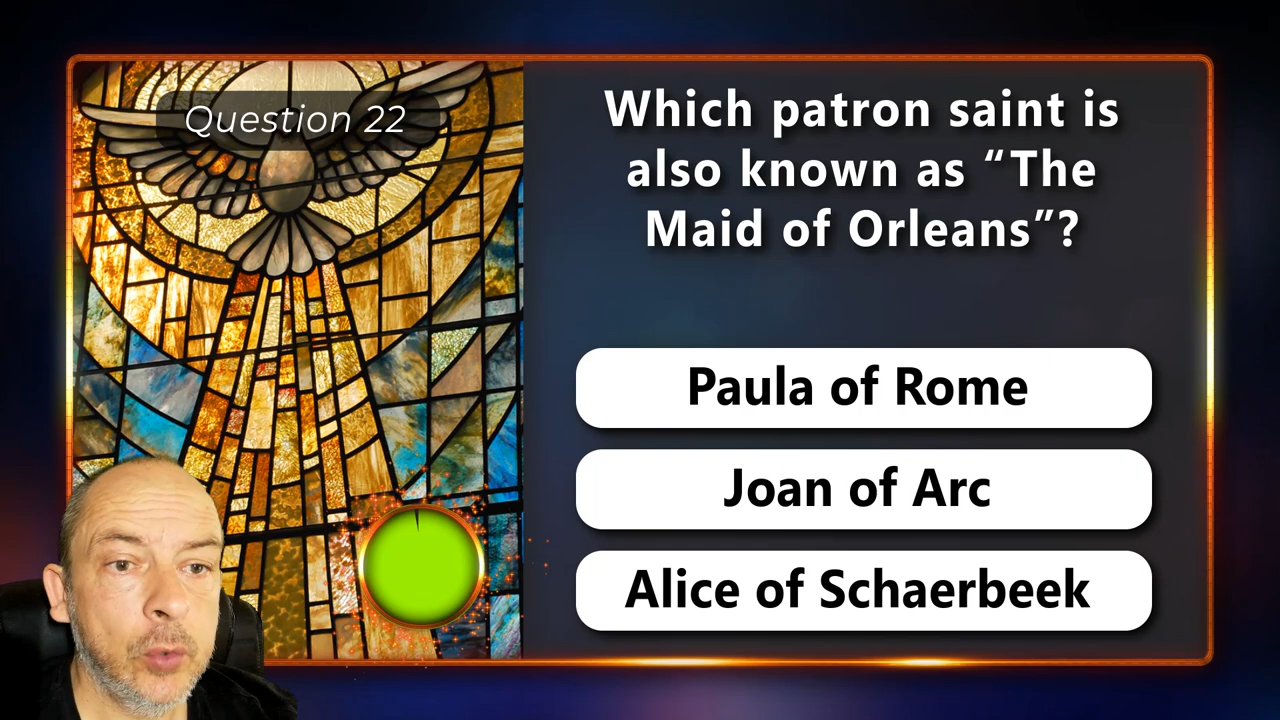 Question 22
Which patron saint is
also known as “The
Maid of Orleans”?
Paula of Rome
Joan of Arc
Alice of Schaerbeek